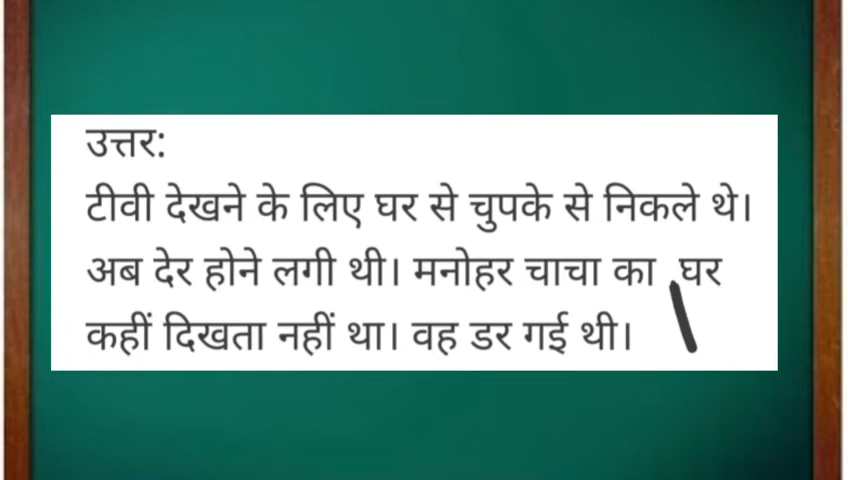 उत्तर:
टीवी देखने के लिए घर से चुपके से निकले थे।
अब देर होने लगी थी। मनोहर चाचा का घर
कहीं दिखता नहीं था। वह डर गई थी।